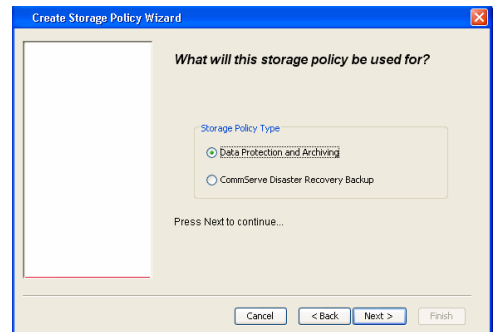 Create Storage Policy Wizard
What will this storage policy be used for?
Storage Policy Type
Data Protection and Archiving
CommServe Disaster Recovery Backup
Press Next to continue...
Cancel
< Back
Next >
Finish